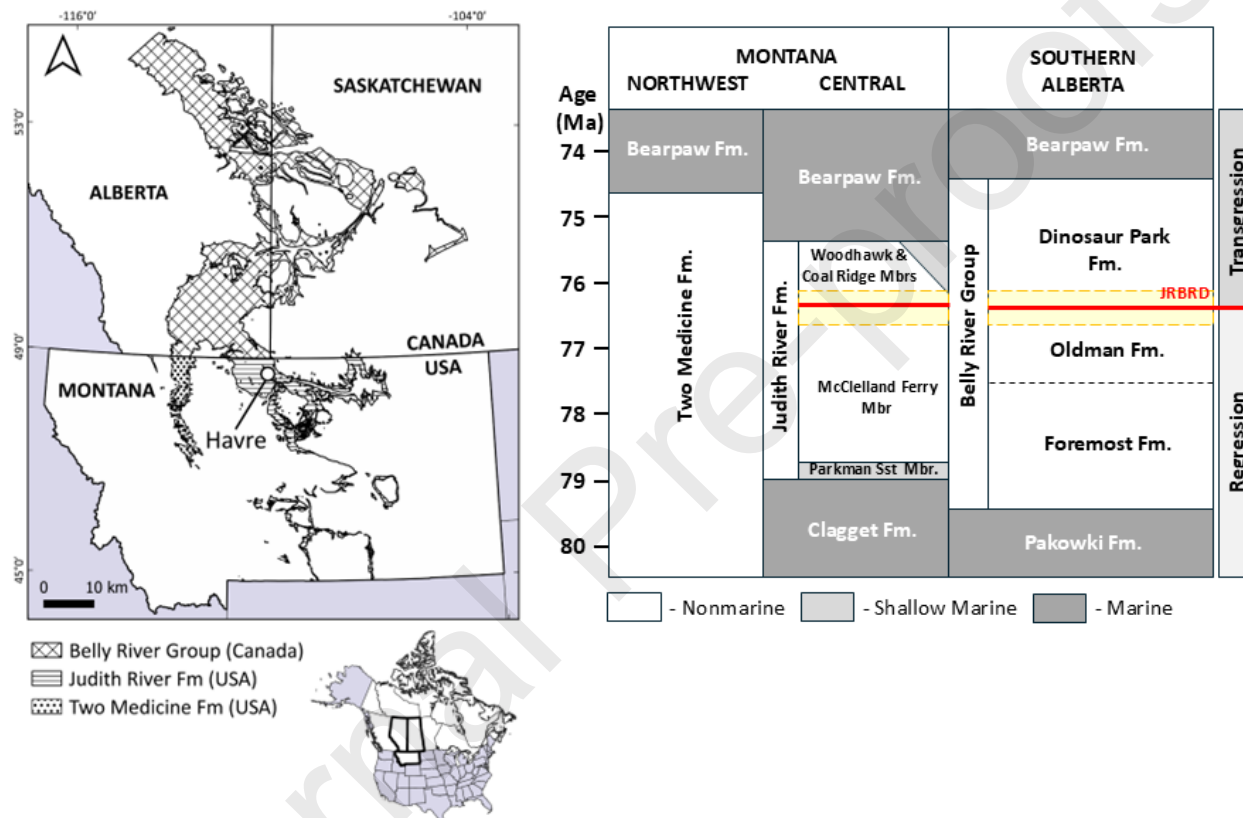 -116°0'
-104°0'
53°0'
49°0'
45°0'
SASKATCHEWAN
ALBERTA
CANADA
USA
MONTANA
Havre
0 10 km
Belly River Group (Canada)
Judith River Fm (USA)
Two Medicine Fm (USA)
Age
(Ma)
74
75
76
77
78
79
80
MONTANA
NORTHWEST CENTRAL
SOUTHERN
ALBERTA
Bearpaw Fm.
Two Medicine Fm.
Bearpaw Fm.
Judith River Fm.
Woodhawk &
Coal Ridge Mbrs
McClelland Ferry
Mbr
Parkman Sst Mbr.
Clagget Fm.
Bearpaw Fm.
Belly River Group
Dinosaur Park
Fm.
JRBRD
Oldman Fm.
Foremost Fm.
Pakowki Fm.
Transgression
Regression
- Nonmarine - Shallow Marine - Marine